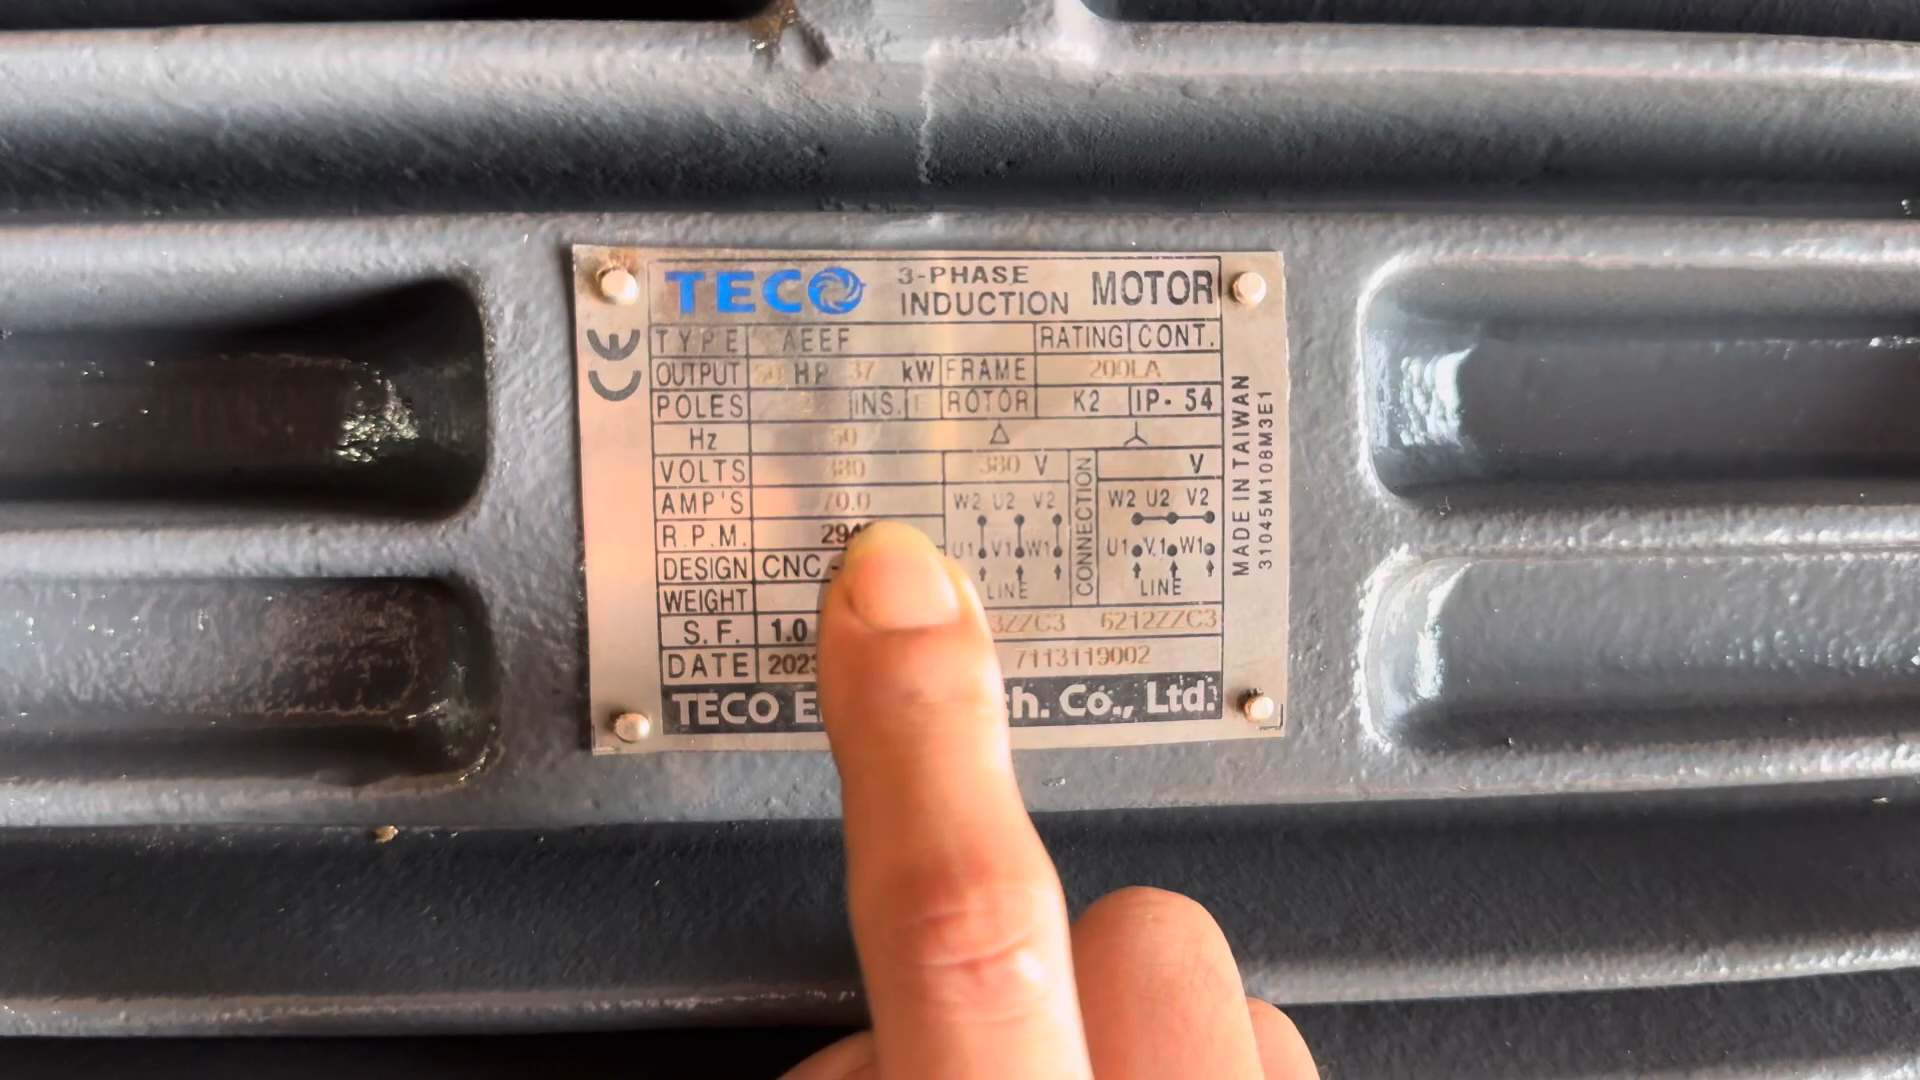 TECO 3-PHASE INDUCTION MOTOR
TYPE AEEF RATING CONT.
OUTPUT 50 HP 37 kW FRAME 200LA
POLES 2 INS. F ROTOR K2 IP- 54
Hz 50 △
VOLTS 380 380 V CONNECTION V
AMP'S 70.0 W2 U2 V2 W2 U2 V2
R.P.M.
U1 V1 W1 U1 V1 W1
DESIGN CNC -
LINE LINE
WEIGHT
S.F. 1.0 6212ZZC3
DATE 2023 7113119002
TECO Co., Ltd.
CE
MADE IN TAIWAN
31045M108M3E1